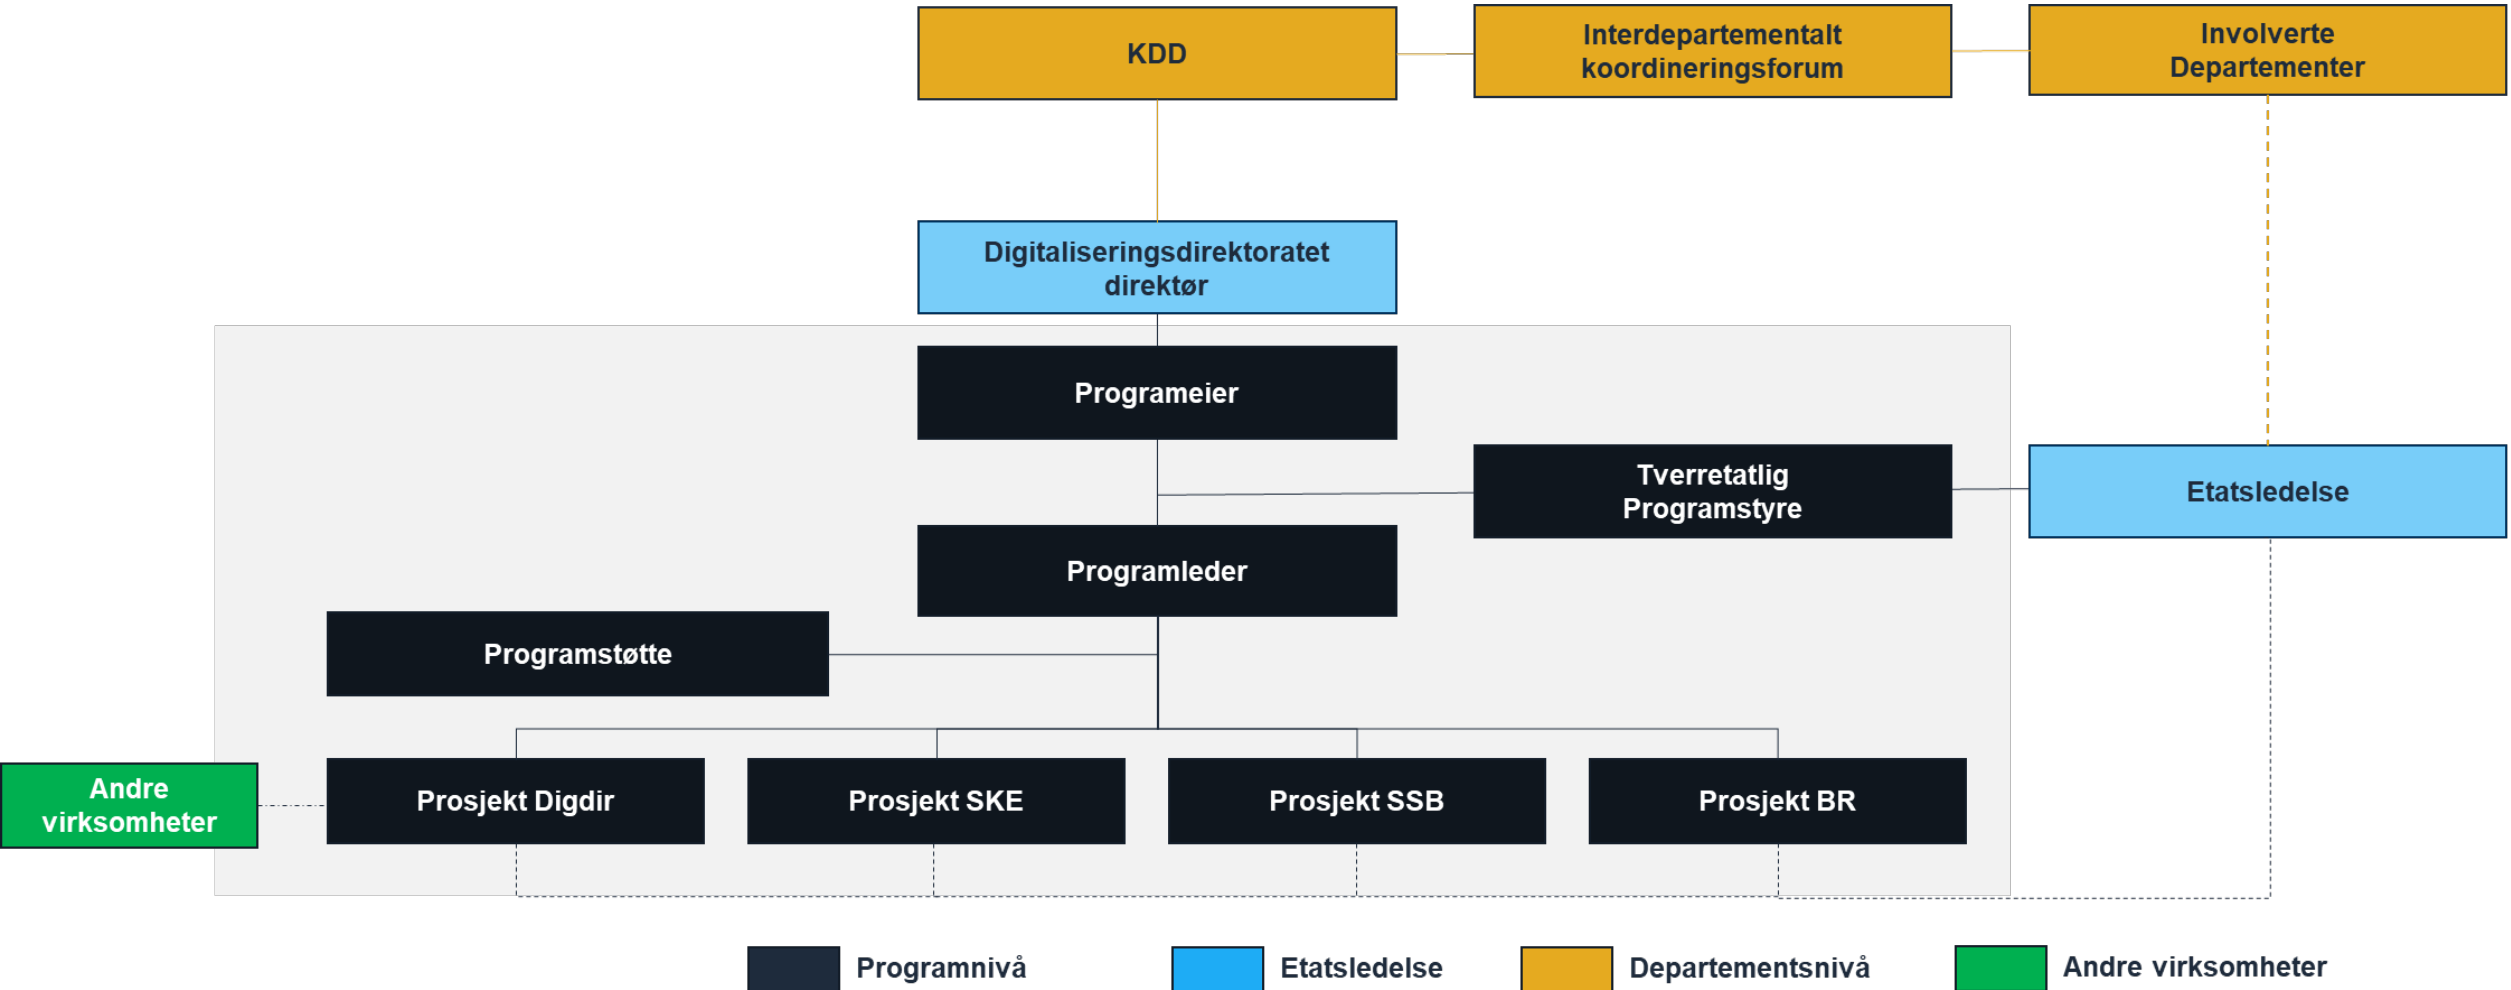 KDD
Interdepartementalt
koordineringsforum
Involverte
Departementer
Digitaliseringsdirektoratet
direktør
Programeier
Tverretatlig
Programstyre
Etatsledelse
Programleder
Programstøtte
Andre
virksomheter
Prosjekt Digdir
Prosjekt SKE
Prosjekt SSB
Prosjekt BR
Programnivå
Etatsledelse
Departementsnivå
Andre virksomheter